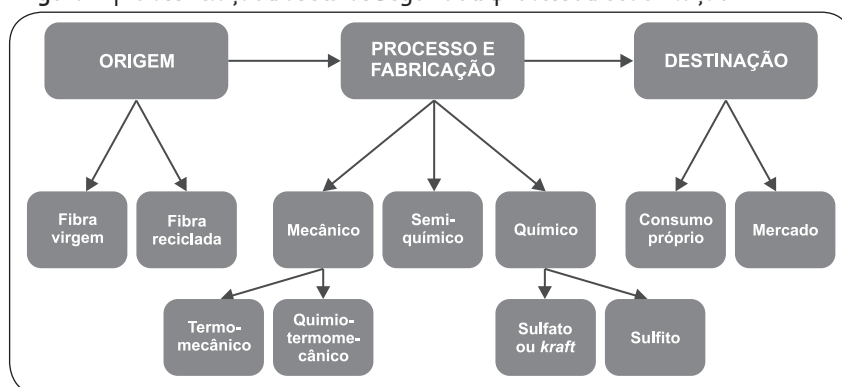 ORIGEM
PROCESSO E
FABRICAÇÃO
DESTINAÇÃO
Fibra
virgem
Fibra
reciclada
Mecânico
Semi-
químico
Químico
Consumo
próprio
Mercado
Termo-
mecânico
Quimio-
termome-
cânico
Sulfato
ou kraft
Sulfito